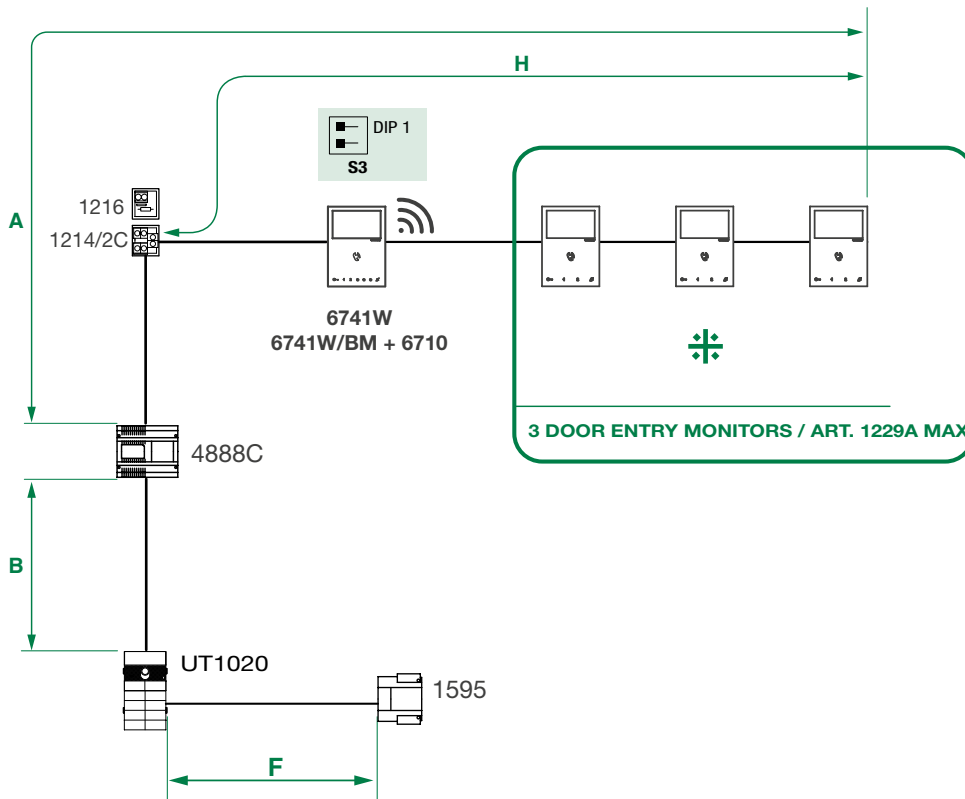 H
DIP 1
S3
A
1216
1214/2C
6741W
6741W/BM + 6710
3 DOOR ENTRY MONITORS / ART. 1229A MAX
4888C
B
UT1020
1595
F